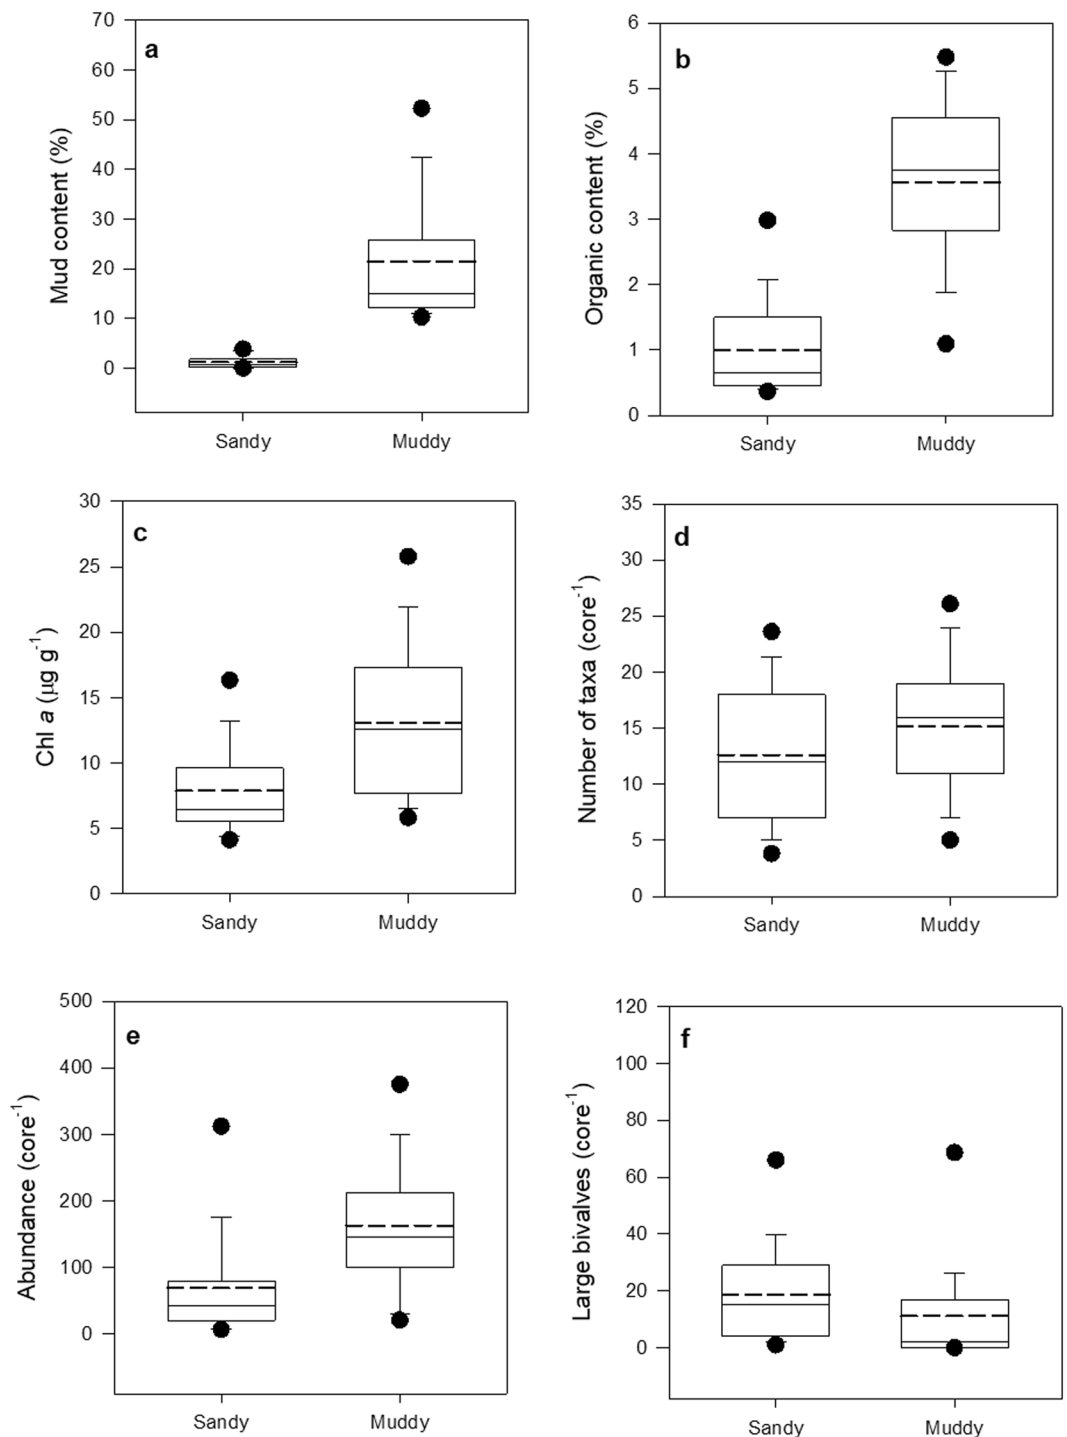 a
Mud content (%)
70
60
50
40
30
20
10
0
Sandy Muddy
b
Organic content (%)
6
5
4
3
2
1
0
Sandy Muddy
c
Chl a (µg g⁻¹)
30
25
20
15
10
5
0
Sandy Muddy
d
Number of taxa (core⁻¹)
35
30
25
20
15
10
5
0
Sandy Muddy
e
Abundance (core⁻¹)
500
400
300
200
100
0
Sandy Muddy
f
Large bivalves (core⁻¹)
120
100
80
60
40
20
0
Sandy Muddy